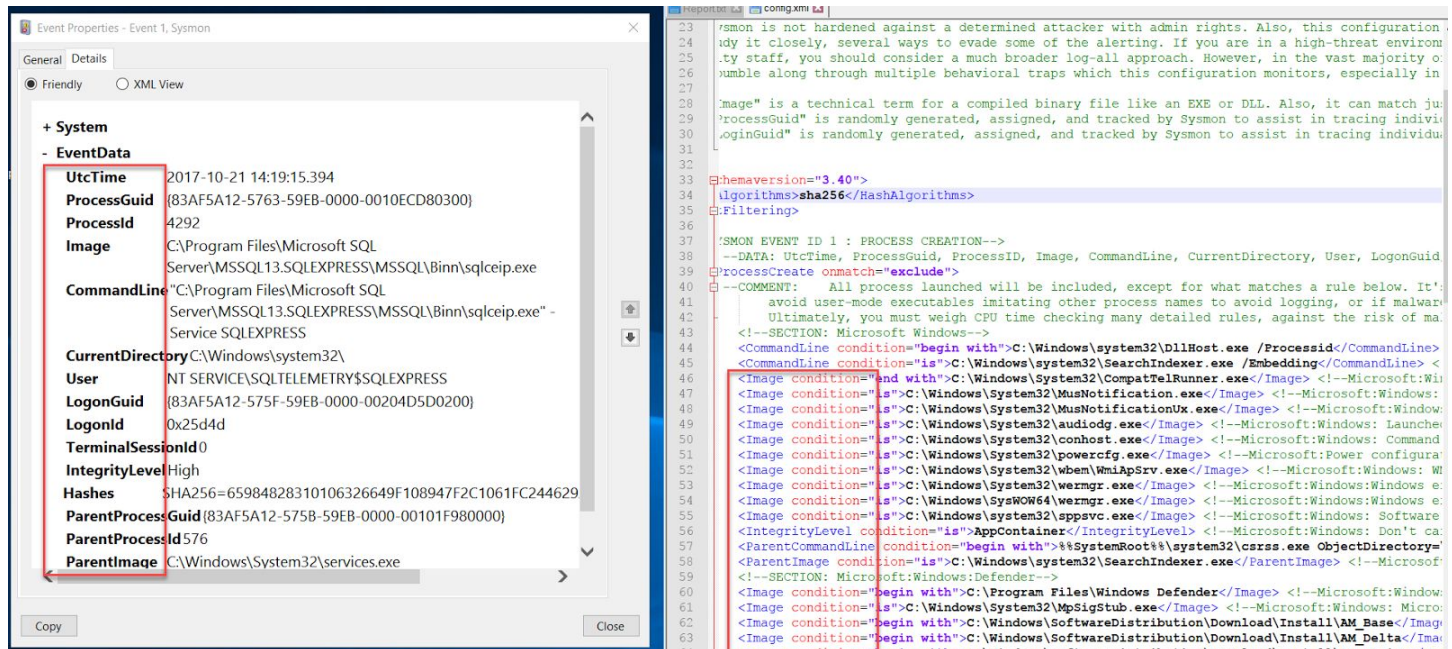 Event Properties - Event 1, Sysmon
General Details
Friendly XML View
+ System
- EventData
UtcTime 2017-10-21 14:19:15.394
ProcessGuid {83AF5A12-5763-59EB-0000-0010ECD80300}
ProcessId 4292
Image C:\Program Files\Microsoft SQL
Server\MSSQL13.SQLEXPRESS\MSSQL\Binn\sqlceip.exe
CommandLine "C:\Program Files\Microsoft SQL
Server\MSSQL13.SQLEXPRESS\MSSQL\Binn\sqlceip.exe" -
Service SQLEXPRESS
CurrentDirectory C:\Windows\system32\
User NT SERVICE\SQLTELEMETRY$SQLEXPRESS
LogonGuid {83AF5A12-575F-59EB-0000-00204D5D0200}
LogonId 0x25d4d
TerminalSessionId 0
IntegrityLevel High
Hashes SHA256=65984828310106326649F108947F2C1061FC244629
ParentProcessGuid {83AF5A12-575B-59EB-0000-00101F980000}
ParentProcessId 576
ParentImage C:\Windows\System32\services.exe
Copy Close
Report.txt config.xml
23 ysmon is not hardened against a determined attacker with admin rights. Also, this configuration
24 udy it closely, several ways to evade some of the alerting. If you are in a high-threat environm
25 ty staff, you should consider a much broader log-all approach. However, in the vast majority o
26 umble along through multiple behavioral traps which this configuration monitors, especially in
27
28 Image" is a technical term for a compiled binary file like an EXE or DLL. Also, it can match ju
29 ProcessGuid" is randomly generated, assigned, and tracked by Sysmon to assist in tracing indivi
30 LoginGuid" is randomly generated, assigned, and tracked by Sysmon to assist in tracing individua
31
32
33 chemaversion="3.40">
34 Algorithms>sha256</HashAlgorithms>
35 tFiltering>
36
37 YSMON EVENT ID 1 : PROCESS CREATION-->
38 --DATA: UtcTime, ProcessGuid, ProcessID, Image, CommandLine, CurrentDirectory, User, LogonGuid
39 ProcessCreate onmatch="exclude">
40 --COMMENT: All process launched will be included, except for what matches a rule below. It'
41 avoid user-mode executables imitating other process names to avoid logging, or if malwar
42 Ultimately, you must weigh CPU time checking many detailed rules, against the risk of ma
43 <!--SECTION: Microsoft Windows-->
44 <CommandLine condition="begin with">C:\Windows\system32\DllHost.exe /Processid</CommandLine>
45 <CommandLine condition="is">C:\Windows\system32\SearchIndexer.exe /Embedding</CommandLine> <
46 <Image condition="end with">C:\Windows\System32\CompatTelRunner.exe</Image> <!--Microsoft:Wi
47 <Image condition="is">C:\Windows\System32\MusNotification.exe</Image> <!--Microsoft:Windows:
48 <Image condition="is">C:\Windows\System32\MusNotificationUx.exe</Image> <!--Microsoft:Window
49 <Image condition="is">C:\Windows\System32\audiodg.exe</Image> <!--Microsoft:Windows: Launche
50 <Image condition="is">C:\Windows\System32\conhost.exe</Image> <!--Microsoft:Windows: Command
51 <Image condition="is">C:\Windows\System32\powercfg.exe</Image> <!--Microsoft:Power configura
52 <Image condition="is">C:\Windows\System32\wbem\WmiApSrv.exe</Image> <!--Microsoft:Windows: WM
53 <Image condition="is">C:\Windows\System32\wermgr.exe</Image> <!--Microsoft:Windows:Windows e
54 <Image condition="is">C:\Windows\SysWOW64\wermgr.exe</Image> <!--Microsoft:Windows:Windows e
55 <Image condition="is">C:\Windows\system32\sppsvc.exe</Image> <!--Microsoft:Windows: Software
56 <IntegrityLevel condition="is">AppContainer</IntegrityLevel> <!--Microsoft:Windows: Don't ca
57 <ParentCommandLine condition="begin with">%%SystemRoot%%\system32\csrss.exe ObjectDirectory=
58 <ParentImage condition="is">C:\Windows\system32\SearchIndexer.exe</ParentImage> <!--Microsof
59 <!--SECTION: Microsoft:Windows:Defender-->
60 <Image condition="begin with">C:\Program Files\Windows Defender</Image> <!--Microsoft:Window
61 <Image condition="is">C:\Windows\System32\MpSigStub.exe</Image> <!--Microsoft:Windows: Micro
62 <Image condition="begin with">C:\Windows\SoftwareDistribution\Download\Install\AM_Base</Imag
63 <Image condition="begin with">C:\Windows\SoftwareDistribution\Download\Install\AM_Delta</Ima